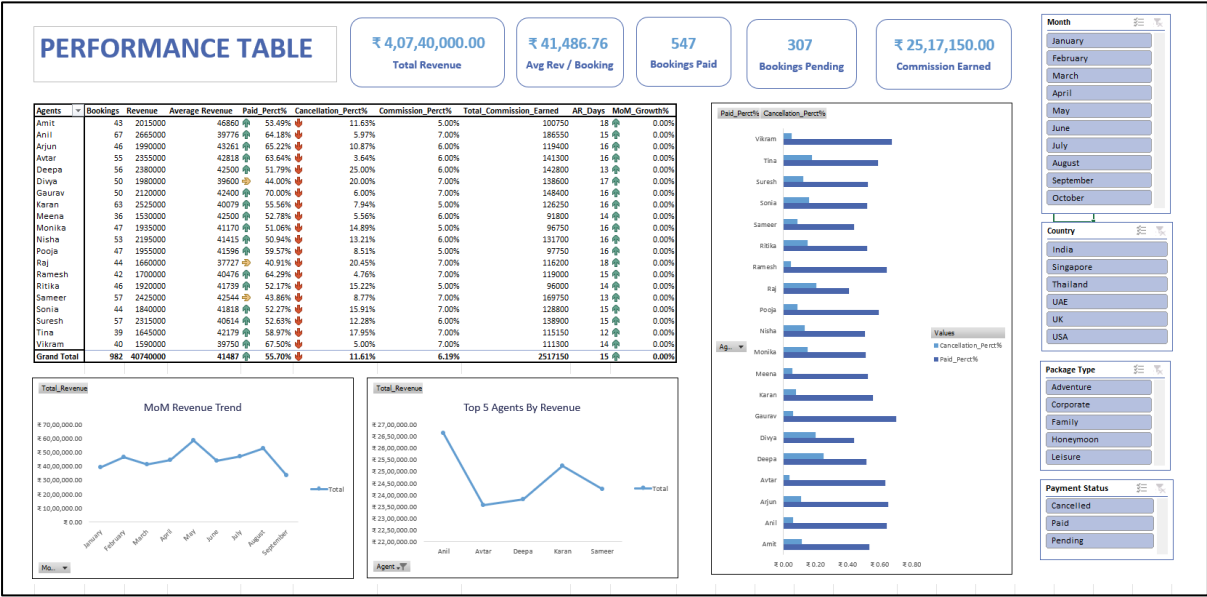 PERFORMANCE TABLE
₹ 4,07,40,000.00
Total Revenue
₹ 41,486.76
Avg Rev / Booking
547
Bookings Paid
307
Bookings Pending
₹ 25,17,150.00
Commission Earned
Agents Bookings Revenue Average Revenue Paid_Perct% Cancellation_Perct% Commission_Perct% Total_Commission_Earned AR_Days MoM_Growth%
Amit 43 2015000 46860 53.49% 11.63% 5.00% 100750 18 0.00%
Anil 67 2665000 39776 64.18% 5.97% 7.00% 186550 15 0.00%
Arjun 46 1990000 43261 65.22% 10.87% 6.00% 119400 16 0.00%
Avtar 55 2355000 42818 63.64% 3.64% 6.00% 141300 16 0.00%
Deepa 56 2380000 42500 51.79% 25.00% 6.00% 142800 13 0.00%
Divya 50 1980000 39600 44.00% 20.00% 7.00% 138600 17 0.00%
Gaurav 50 2120000 42400 70.00% 6.00% 7.00% 148400 16 0.00%
Karan 63 2525000 40079 55.56% 7.94% 5.00% 126250 16 0.00%
Meena 36 1530000 42500 52.78% 5.56% 6.00% 91800 14 0.00%
Monika 47 1935000 41170 51.06% 14.89% 5.00% 96750 16 0.00%
Nisha 53 2195000 41415 50.94% 13.21% 6.00% 131700 16 0.00%
Pooja 47 1955000 41596 59.57% 8.51% 5.00% 97750 16 0.00%
Raj 44 1660000 37727 40.91% 20.45% 7.00% 116200 18 0.00%
Ramesh 42 1700000 40476 64.29% 4.76% 7.00% 119000 15 0.00%
Ritika 46 1920000 41739 52.17% 15.22% 5.00% 96000 14 0.00%
Sameer 57 2425000 42544 43.86% 8.77% 7.00% 169750 13 0.00%
Sonia 44 1840000 41818 52.27% 15.91% 7.00% 128800 15 0.00%
Suresh 57 2315000 40614 52.63% 12.28% 6.00% 138900 15 0.00%
Tina 39 1645000 42179 58.97% 17.95% 7.00% 115150 12 0.00%
Vikram 40 1590000 39750 67.50% 5.00% 7.00% 111300 14 0.00%
Grand Total 982 40740000 41487 55.70% 11.61% 6.19% 2517150 15 0.00%
Total_Revenue
MoM Revenue Trend
₹ 70,00,000.00
₹ 60,00,000.00
₹ 50,00,000.00
₹ 40,00,000.00
₹ 30,00,000.00
₹ 20,00,000.00
₹ 10,00,000.00
₹ 0.00
January February March April May June July August September
Total
Mo...
Total_Revenue
Top 5 Agents By Revenue
₹ 27,00,000.00
₹ 26,50,000.00
₹ 26,00,000.00
₹ 25,50,000.00
₹ 25,00,000.00
₹ 24,50,000.00
₹ 24,00,000.00
₹ 23,50,000.00
₹ 23,00,000.00
₹ 22,50,000.00
₹ 22,00,000.00
Anil Avtar Deepa Karan Sameer
Total
Agent
Paid_Perct% Cancellation_Perct%
Vikram
Tina
Suresh
Sonia
Sameer
Ritika
Ramesh
Raj
Pooja
Nisha
Monika
Meena
Karan
Gaurav
Divya
Deepa
Avtar
Arjun
Anil
Amit
₹ 0.00 ₹ 0.20 ₹ 0.40 ₹ 0.60 ₹ 0.80
Ag...
Values
Cancellation_Perct%
Paid_Perct%
Month
January
February
March
April
May
June
July
August
September
October
Country
India
Singapore
Thailand
UAE
UK
USA
Package Type
Adventure
Corporate
Family
Honeymoon
Leisure
Payment Status
Cancelled
Paid
Pending